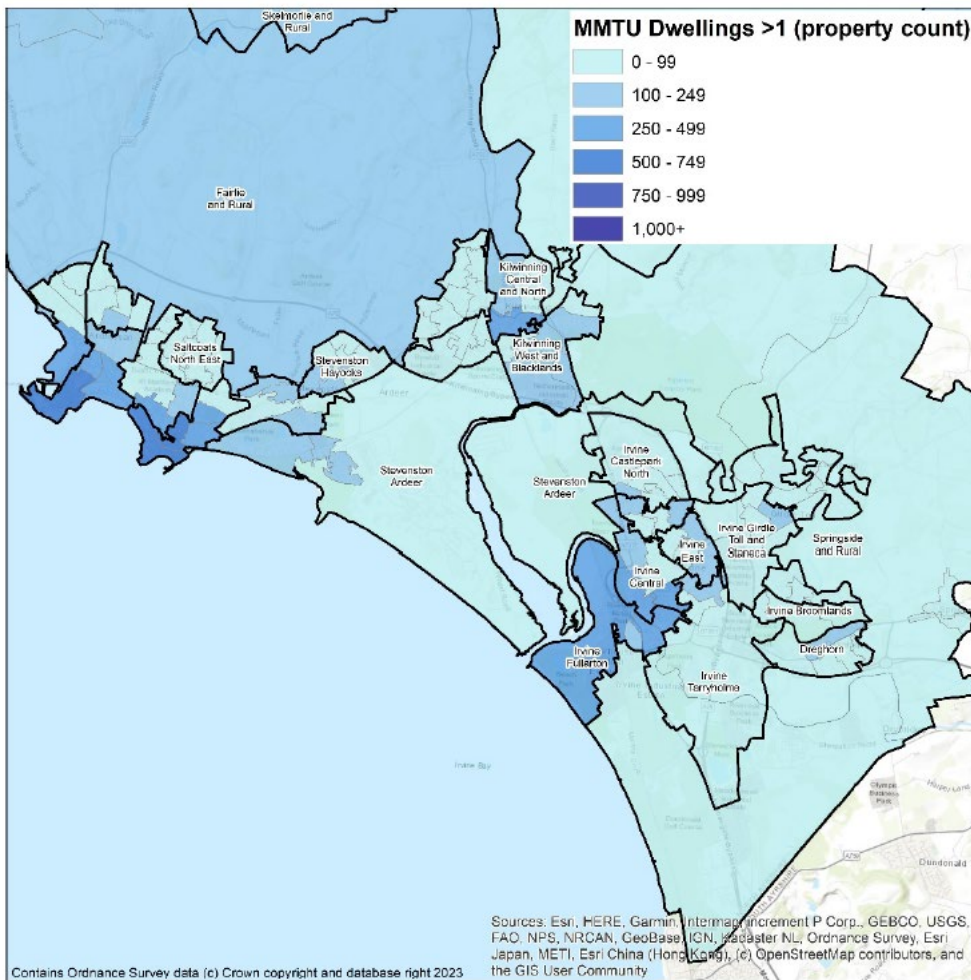 Skelmorlie and
Rural
MMTU Dwellings >1 (property count)
0 - 99
100 - 249
250 - 499
500 - 749
750 - 999
1,000+
Fairlie
and Rural
Kilwinning
Central
and North
Saltcoats
North East
Stevenston
Hayocks
Kilwinning
West and
Blacklands
Ardeer
Stevenston
Ardeer
Stevenston
Ardeer
Irvine
Castlepark
North
Irvine Girdle
Toll and
Staneca
Springside
and Rural
Irvine
East
Irvine
Central
Irvine Broomlands
Dreghorn
Irvine
Fullarton
Irvine
Tarryholme
Irvine Bay
Olympic
Business
Park
Dundonald
Sources: Esri, HERE, Garmin, Intermap, increment P Corp., GEBCO, USGS,
FAO, NPS, NRCAN, GeoBase, IGN, Kadaster NL, Ordnance Survey, Esri
Japan, METI, Esri China (Hong Kong), (c) OpenStreetMap contributors, and
the GIS User Community
Contains Ordnance Survey data (c) Crown copyright and database right 2023